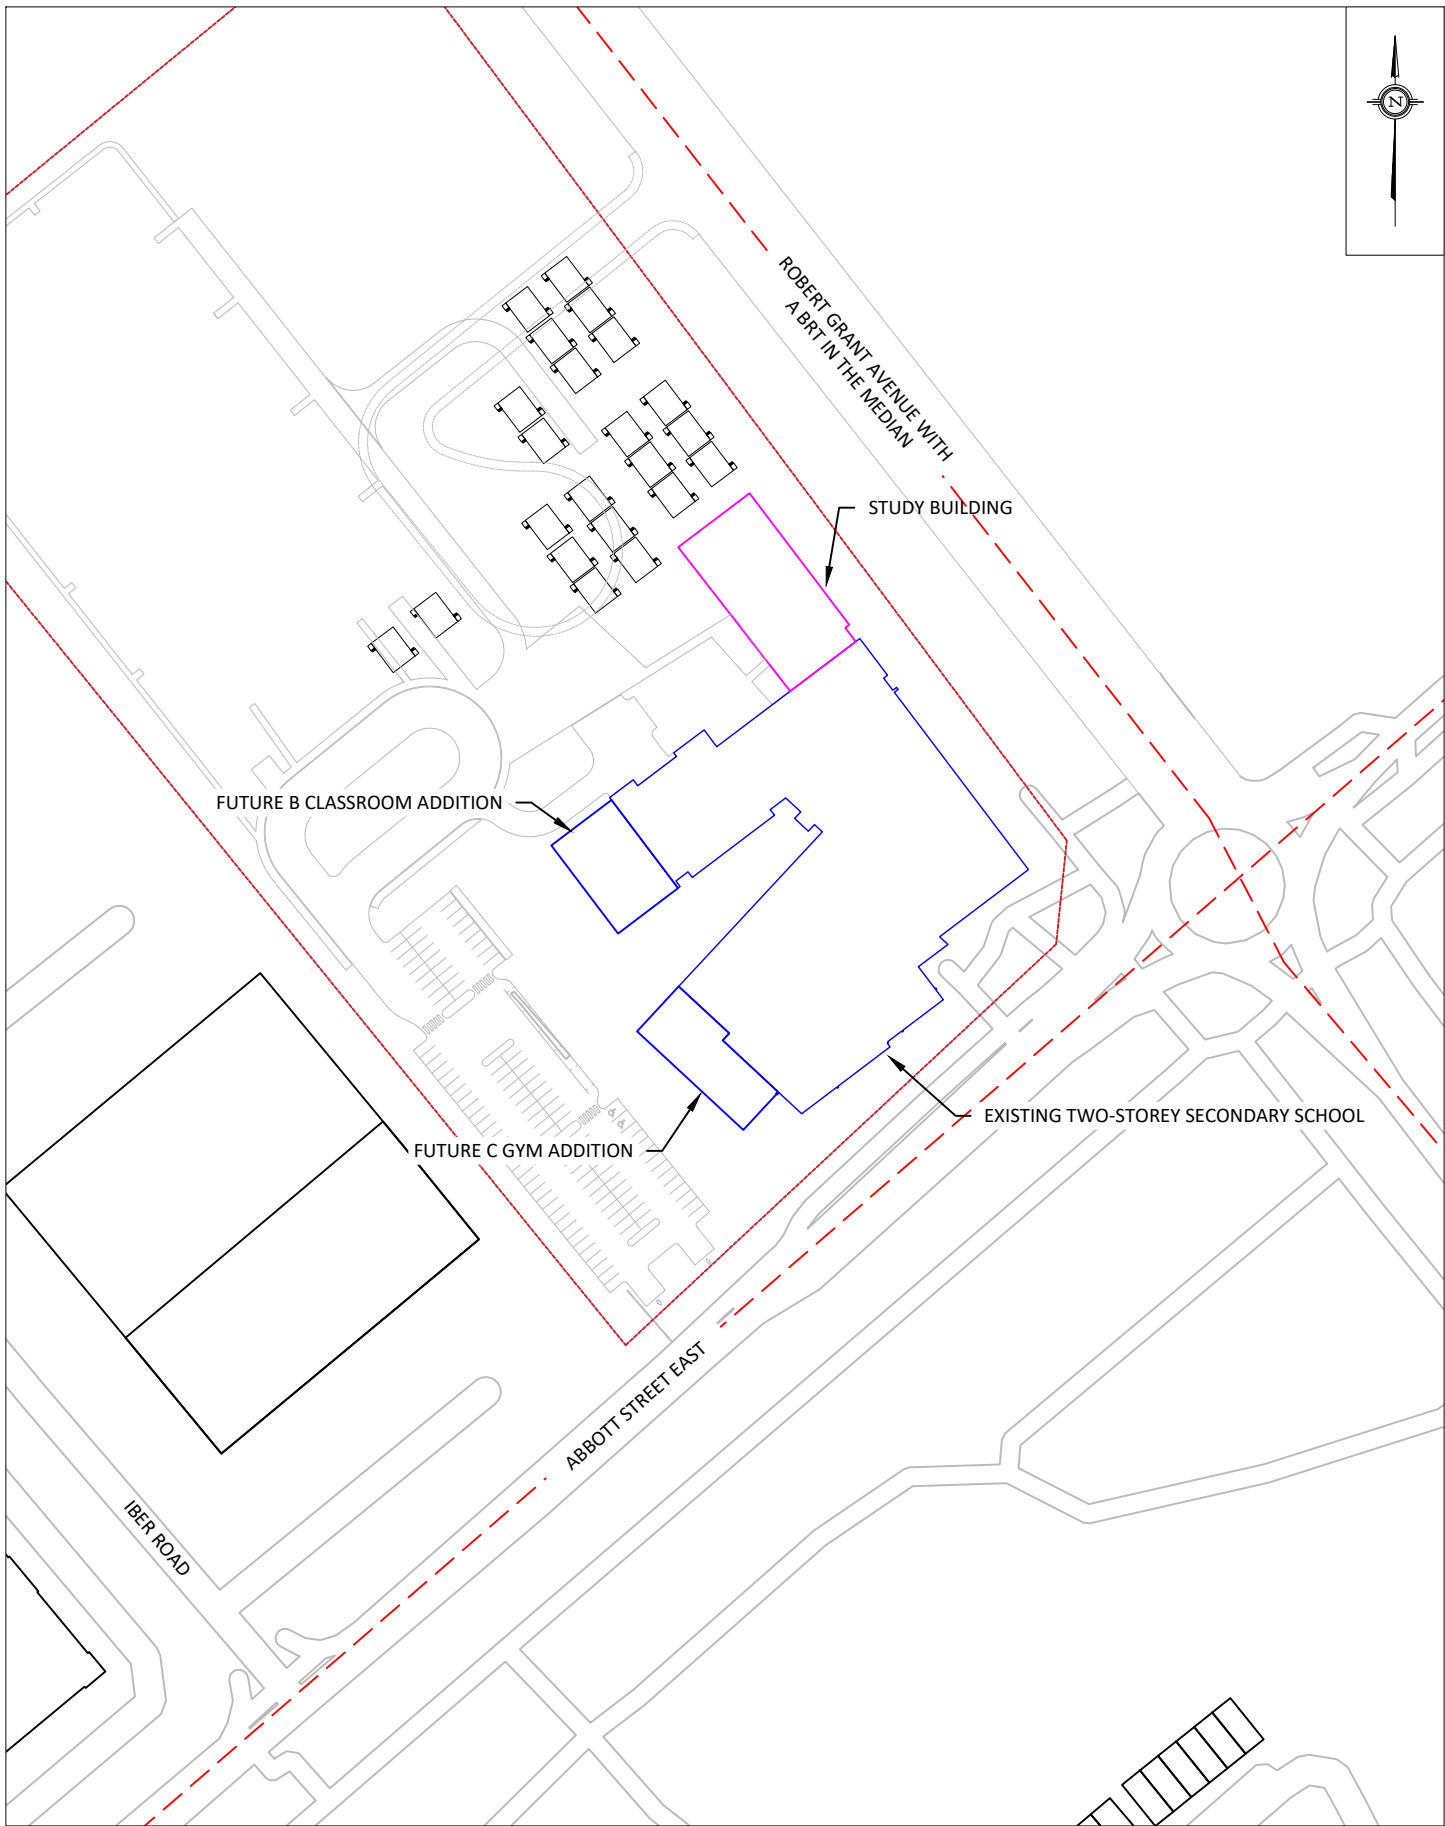 N
ROBERT GRANT AVENUE WITH
A BRT IN THE MEDIAN
STUDY BUILDING
FUTURE B CLASSROOM ADDITION
EXISTING TWO-STOREY SECONDARY SCHOOL
FUTURE C GYM ADDITION
ABBOTT STREET EAST
IBER ROAD